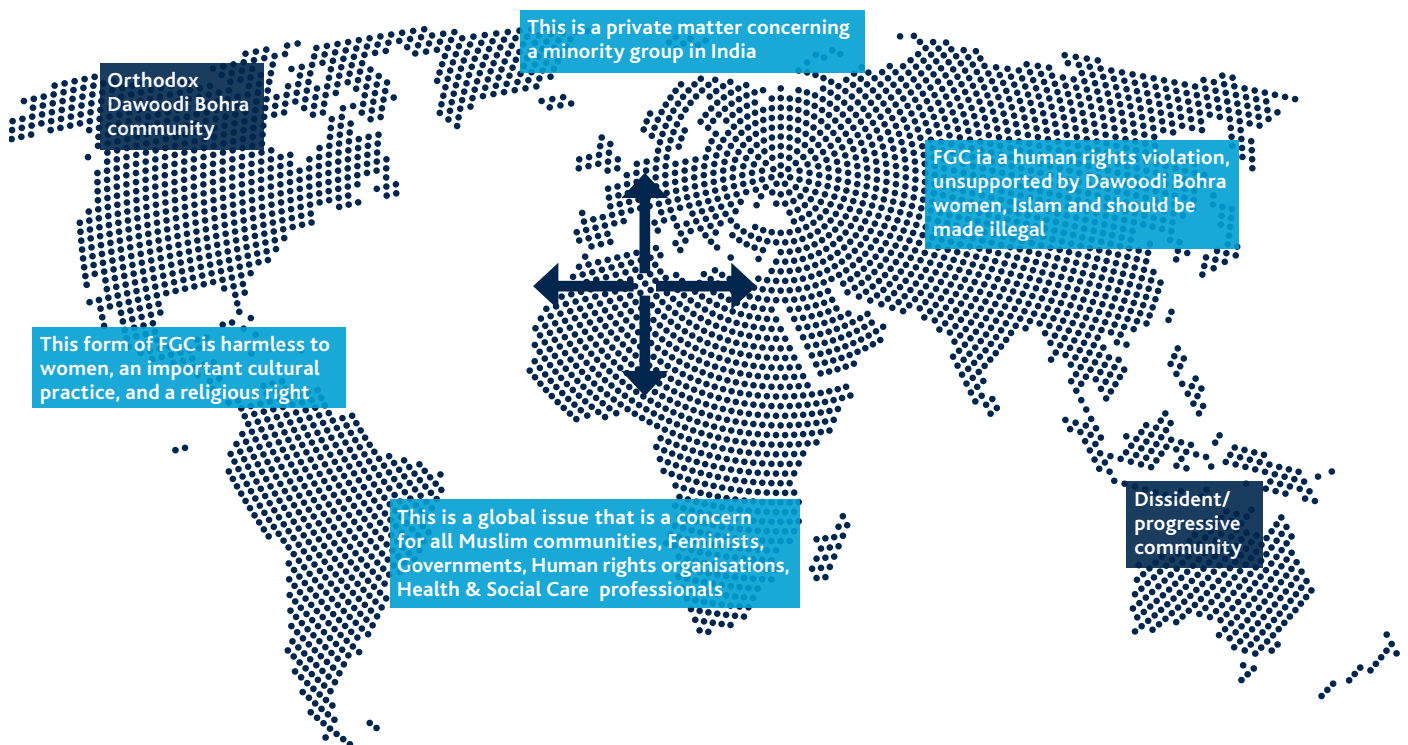 This is a private matter concerning
a minority group in India
Orthodox
Dawoodi Bohra
community
FGC ia a human rights violation,
unsupported by Dawoodi Bohra
women, Islam and should be
made illegal
This form of FGC is harmless to
women, an important cultural
practice, and a religious right
Dissident/
progressive
community
This is a global issue that is a concern
for all Muslim communities, Feminists,
Governments, Human rights organisations,
Health & Social Care professionals